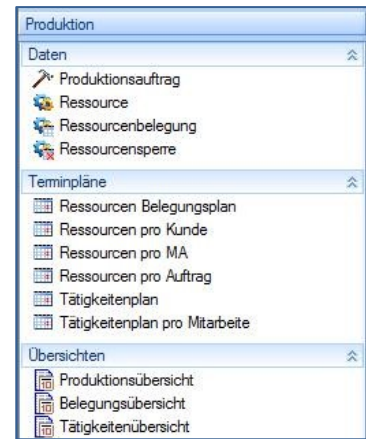 Produktion
Daten
Produktionsauftrag
Ressource
Ressourcenbelegung
Ressourcensperre
Terminpläne
Ressourcen Belegungsplan
Ressourcen pro Kunde
Ressourcen pro MA
Ressourcen pro Auftrag
Tätigkeitenplan
Tätigkeitenplan pro Mitarbeite
Übersichten
Produktionsübersicht
Belegungsübersicht
Tätigkeitenübersicht